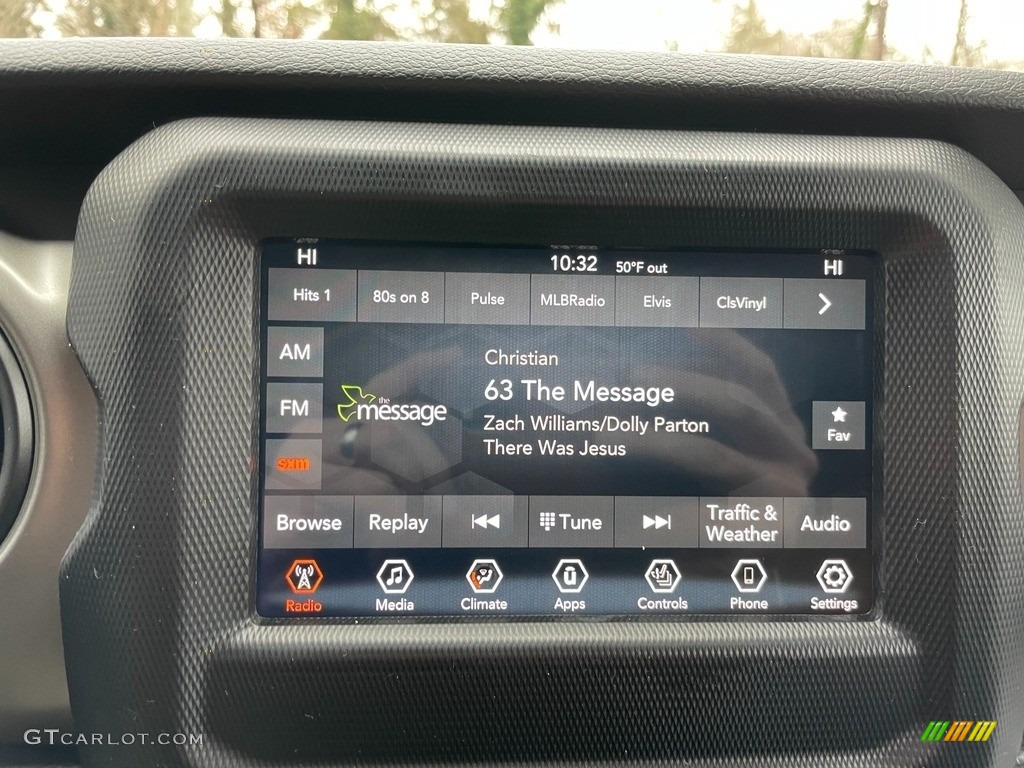 HI 10:32 50°F out HI
Hits 1 80s on 8 Pulse MLBRadio Elvis ClsVinyl
AM
FM
sxm
the
message
Christian
63 The Message
Zach Williams/Dolly Parton
There Was Jesus
Fav
Browse Replay Tune Traffic & Weather Audio
Radio Media Climate Apps Controls Phone Settings
GTCARLOT.COM